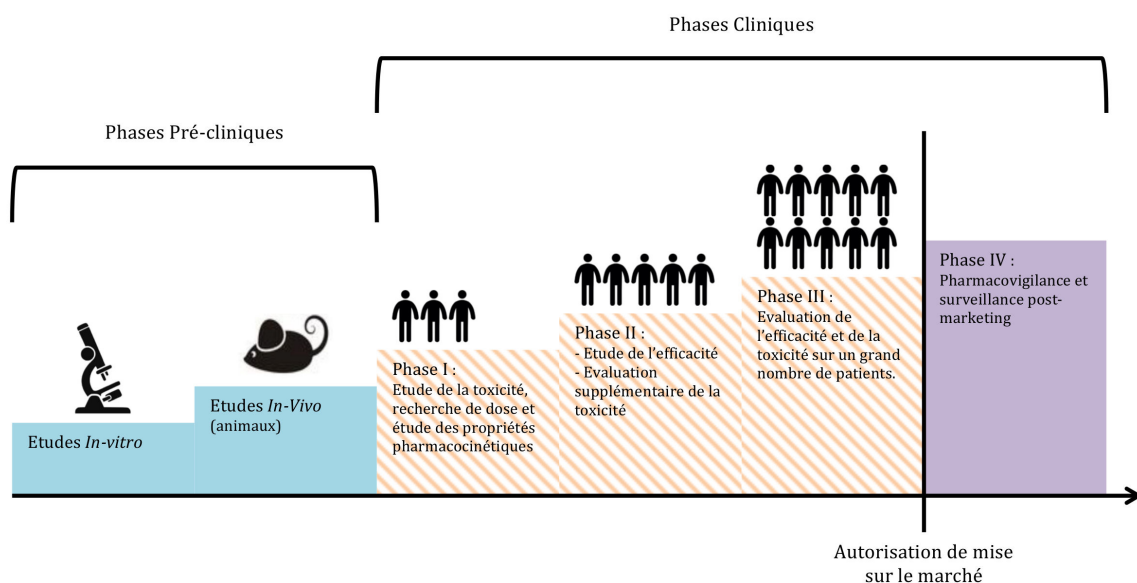 Phases Cliniques
Phases Pré-cliniques
Etudes In-vitro
Etudes In-Vivo
(animaux)
Phase I :
Etude de la toxicité,
recherche de dose et
étude des propriétés
pharmacocinétiques
Phase II :
- Etude de l’efficacité
- Evaluation
supplémentaire de la
toxicité
Phase III :
Evaluation de
l’efficacité et de la
toxicité sur un grand
nombre de patients.
Phase IV :
Pharmacovigilance et
surveillance post-
marketing
Autorisation de mise
sur le marché